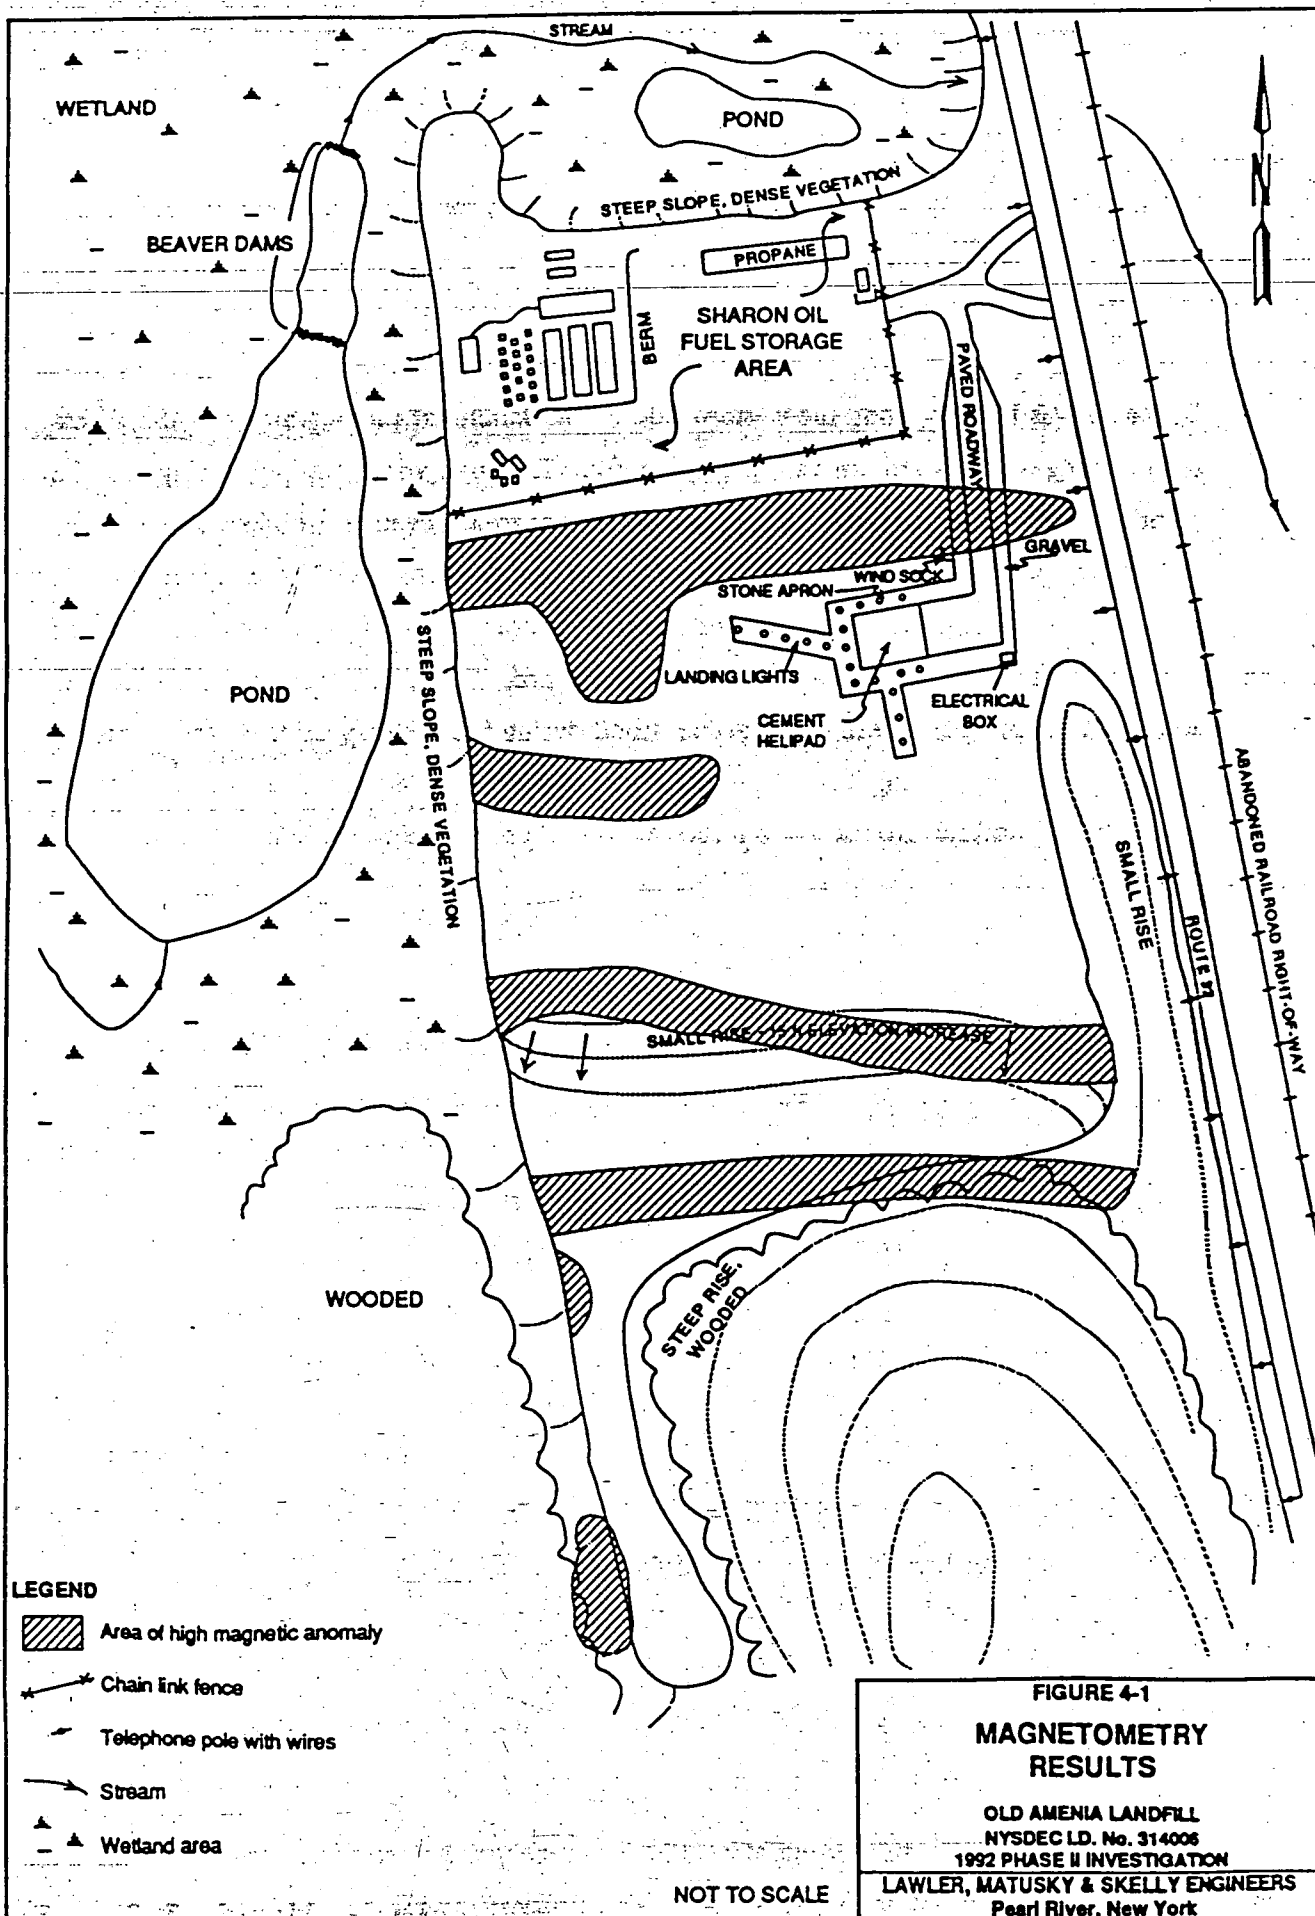 STREAM
WETLAND
POND
STEEP SLOPE, DENSE VEGETATION
N
BEAVER DAMS
PROPANE
BERM
SHARON OIL
FUEL STORAGE
AREA
PAVED ROADWAY
GRAVEL
WIND SOCK
STONE APRON
LANDING LIGHTS
CEMENT
HELIPAD
ELECTRICAL
BOX
POND
STEEP SLOPE, DENSE VEGETATION
SMALL RISE
ROUTE
ABANDONED RAILROAD RIGHT-OF-WAY
SMALL RISE ~15 ft ELEVATION INCREASE
WOODED
STEEP RISE,
WOODED
LEGEND
Area of high magnetic anomaly
Chain link fence
Telephone pole with wires
Stream
Wetland area
NOT TO SCALE
FIGURE 4-1
MAGNETOMETRY
RESULTS
OLD AMENIA LANDFILL
NYSDEC I.D. No. 314006
1992 PHASE II INVESTIGATION
LAWLER, MATUSKY & SKELLY ENGINEERS
Pearl River, New York